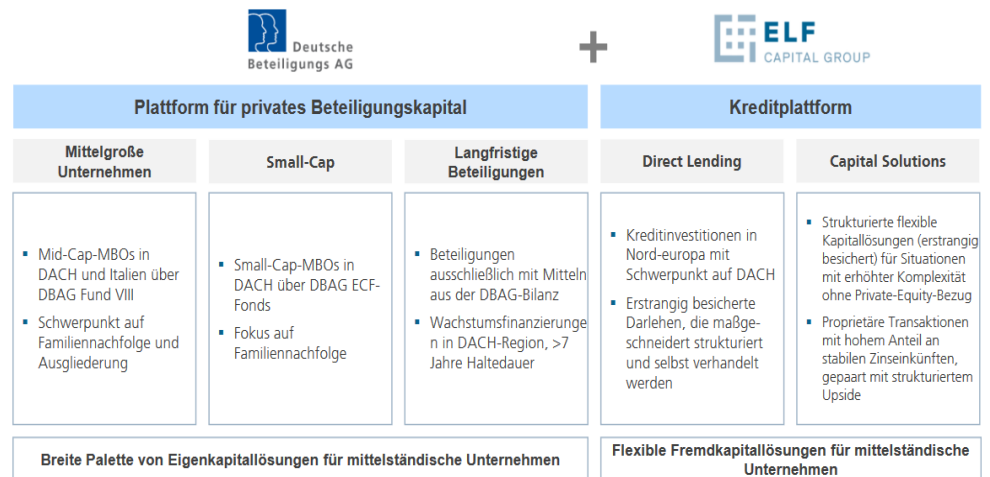 Deutsche
Beteiligungs AG
+
ELF
CAPITAL GROUP
Plattform für privates Beteiligungskapital
Kreditplattform
Mittelgroße
Unternehmen
Small-Cap
Langfristige
Beteiligungen
Direct Lending
Capital Solutions
▪ Mid-Cap-MBOs in
DACH und Italien über
DBAG Fund VIII
▪ Schwerpunkt auf
Familiennachfolge und
Ausgliederung
▪ Small-Cap-MBOs in
DACH über DBAG ECF-
Fonds
▪ Fokus auf
Familiennachfolge
▪ Beteiligungen
ausschließlich mit Mitteln
aus der DBAG-Bilanz
▪ Wachstumsfinanzierunge
n in DACH-Region, >7
Jahre Haltedauer
▪ Kreditinvestitionen in
Nord-europa mit
Schwerpunkt auf DACH
▪ Erstrangig besicherte
Darlehen, die maßge-
schneidert strukturiert
und selbst verhandelt
werden
▪ Strukturierte flexible
Kapitallösungen (erstrangig
besichert) für Situationen
mit erhöhter Komplexität
ohne Private-Equity-Bezug
▪ Proprietäre Transaktionen
mit hohem Anteil an
stabilen Zinseinkünften,
gepaart mit strukturiertem
Upside
Breite Palette von Eigenkapitallösungen für mittelständische Unternehmen
Flexible Fremdkapitallösungen für mittelständische
Unternehmen